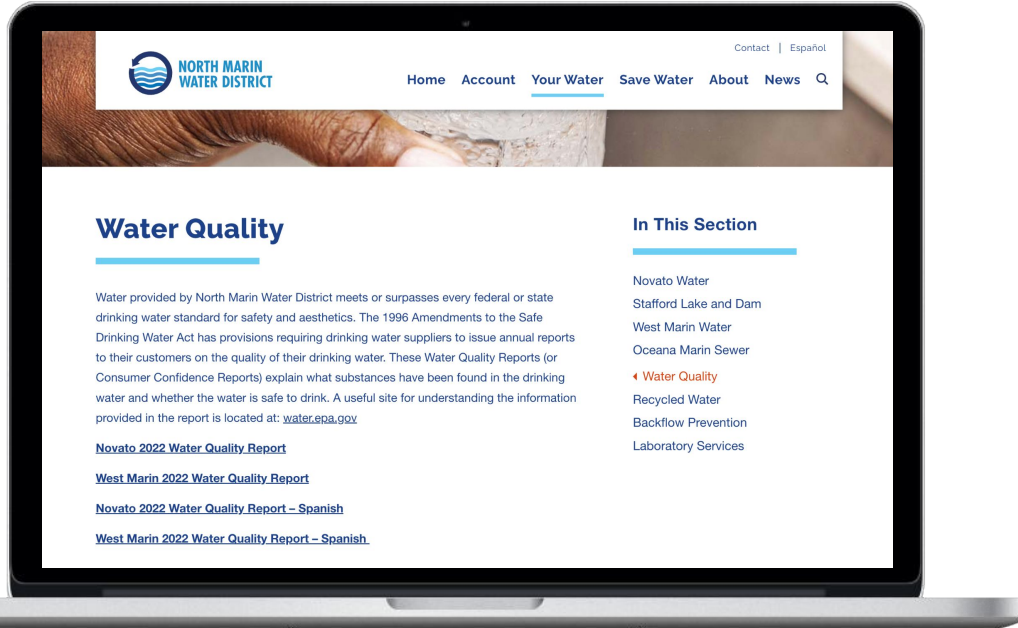 Contact | Español
NORTH MARIN
WATER DISTRICT
Home Account Your Water Save Water About News
Water Quality
Water provided by North Marin Water District meets or surpasses every federal or state
drinking water standard for safety and aesthetics. The 1996 Amendments to the Safe
Drinking Water Act has provisions requiring drinking water suppliers to issue annual reports
to their customers on the quality of their drinking water. These Water Quality Reports (or
Consumer Confidence Reports) explain what substances have been found in the drinking
water and whether the water is safe to drink. A useful site for understanding the information
provided in the report is located at: water.epa.gov
Novato 2022 Water Quality Report
West Marin 2022 Water Quality Report
Novato 2022 Water Quality Report – Spanish
West Marin 2022 Water Quality Report – Spanish
In This Section
Novato Water
Stafford Lake and Dam
West Marin Water
Oceana Marin Sewer
Water Quality
Recycled Water
Backflow Prevention
Laboratory Services